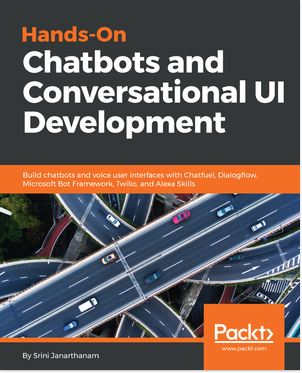 Hands-On
Chatbots and
Conversational UI
Development
Build chatbots and voice user interfaces with Chatfuel, Dialogflow,
Microsoft Bot Framework, Twilio, and Alexa Skills
Packt>
www.packt.com
By Srini Janarthanam